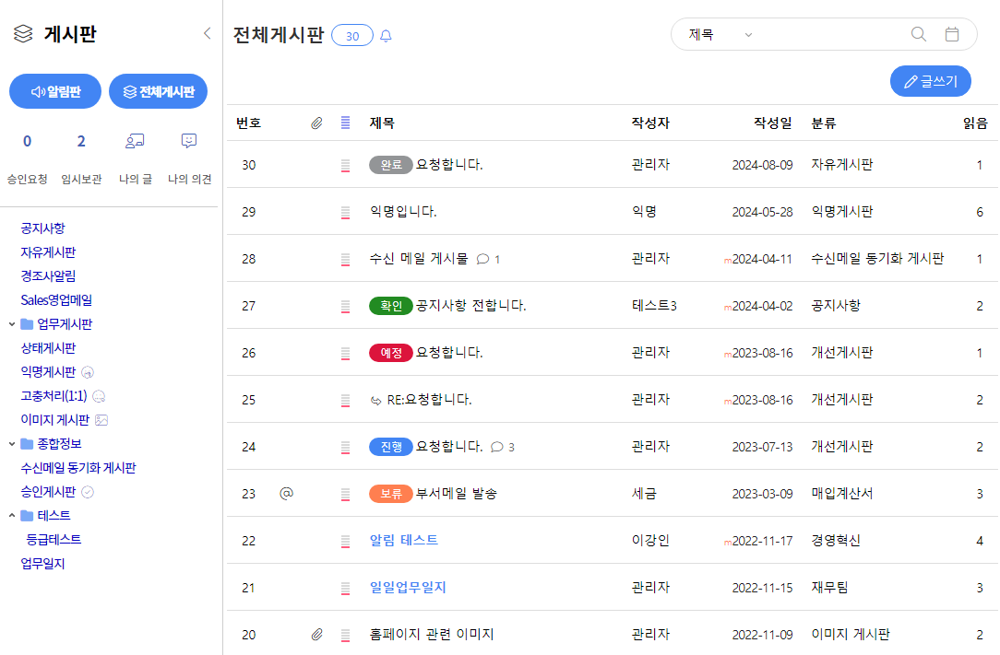 게시판
알림판 전체게시판
0 2
승인요청 임시보관 나의 글 나의 의견
공지사항
자유게시판
경조사알림
Sales영업메일
업무게시판
상태게시판
익명게시판
고충처리(1:1)
이미지 게시판
종합정보
수신메일 동기화 게시판
승인게시판
테스트
등급테스트
업무일지
전체게시판 30
제목
글쓰기
번호 제목 작성자 작성일 분류 읽음
30 완료 요청합니다. 관리자 2024-08-09 자유게시판 1
29 익명입니다. 익명 2024-05-28 익명게시판 6
28 수신 메일 게시물 1 관리자 m2024-04-11 수신메일 동기화 게시판 1
27 확인 공지사항 전합니다. 테스트3 m2024-04-02 공지사항 2
26 예정 요청합니다. 관리자 m2023-08-16 개선게시판 1
25 RE:요청합니다. 관리자 m2023-08-16 개선게시판 2
24 진행 요청합니다. 3 관리자 2023-07-13 개선게시판 2
23 @ 보류 부서메일 발송 세금 2023-03-09 매입계산서 3
22 알림 테스트 이강인 m2022-11-17 경영혁신 4
21 일일업무일지 관리자 2022-11-15 재무팀 3
20 홈페이지 관련 이미지 관리자 2022-11-09 이미지 게시판 2